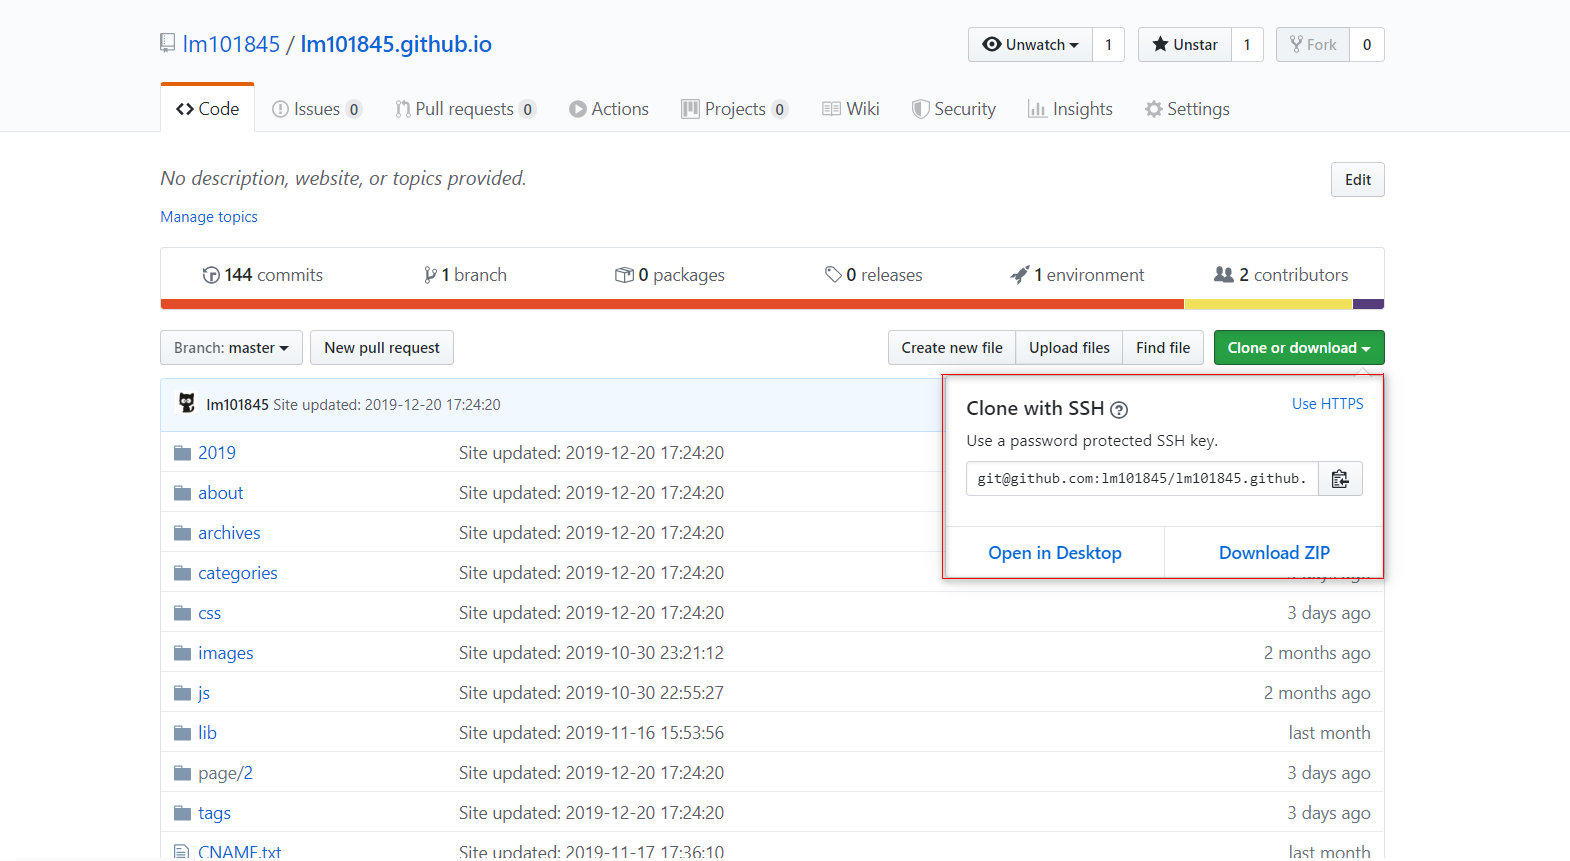 lm101845 / lm101845.github.io
Unwatch 1 Unstar 1 Fork 0
Code Issues 0 Pull requests 0 Actions Projects 0 Wiki Security Insights Settings
No description, website, or topics provided.
Edit
Manage topics
144 commits 1 branch 0 packages 0 releases 1 environment 2 contributors
Branch: master New pull request Create new file Upload files Find file Clone or download
lm101845 Site updated: 2019-12-20 17:24:20
Clone with SSH ? Use HTTPS
Use a password protected SSH key.
git@github.com:lm101845/lm101845.github.
Open in Desktop Download ZIP
2019 Site updated: 2019-12-20 17:24:20
about Site updated: 2019-12-20 17:24:20
archives Site updated: 2019-12-20 17:24:20
categories Site updated: 2019-12-20 17:24:20
css Site updated: 2019-12-20 17:24:20 3 days ago
images Site updated: 2019-10-30 23:21:12 2 months ago
js Site updated: 2019-10-30 22:55:27 2 months ago
lib Site updated: 2019-11-16 15:53:56 last month
page/2 Site updated: 2019-12-20 17:24:20 3 days ago
tags Site updated: 2019-12-20 17:24:20 3 days ago
CNAME.txt Site updated: 2019-11-17 17:36:10 last month